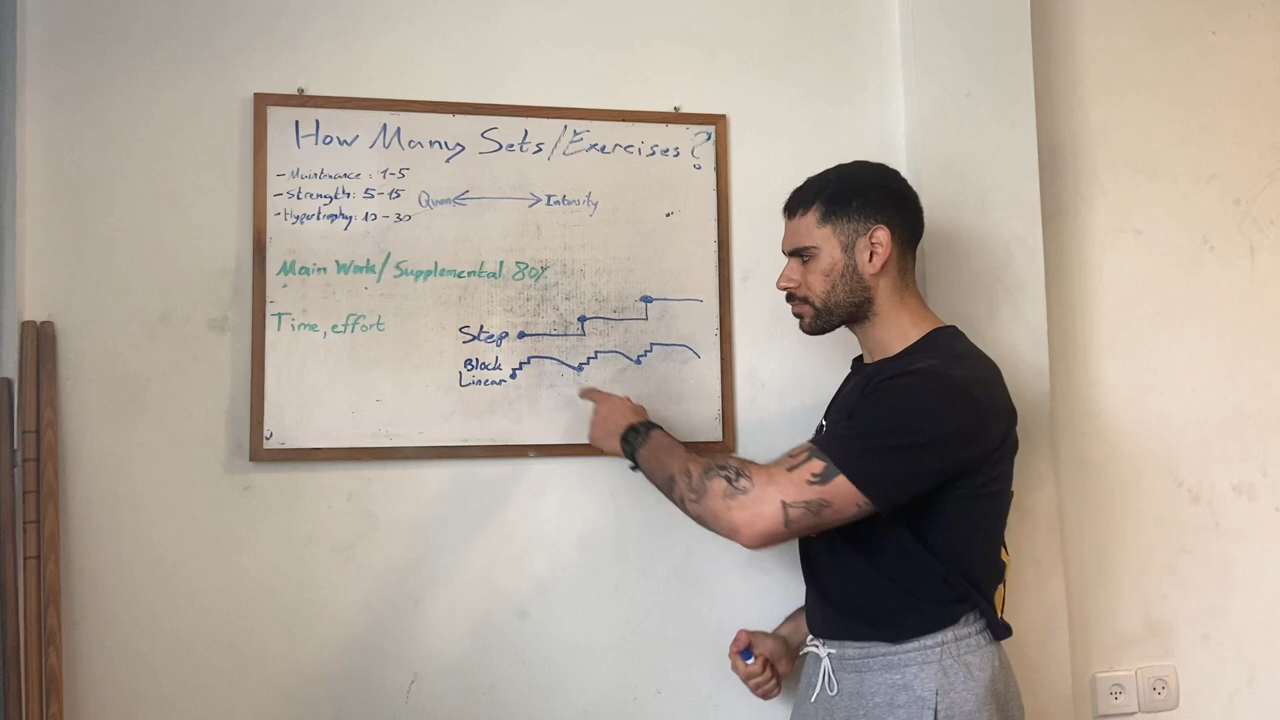 How Many Sets/Exercises?
- Maintenance: 1-5
- Strength: 5-15
- Hypertrophy: 10-30
Intensity
Main Work/Supplemental 80%
Time, effort
Step
Block
Linear